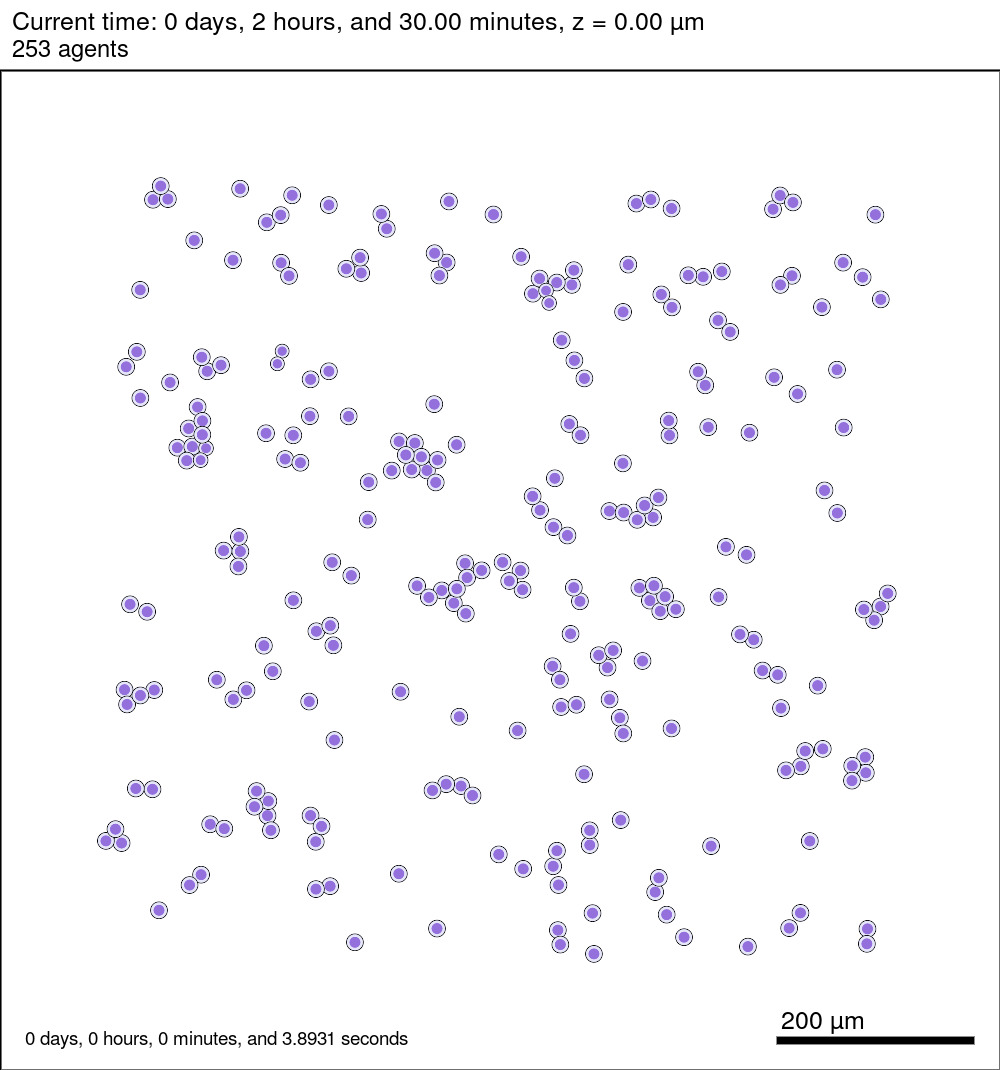 Current time: 0 days, 2 hours, and 30.00 minutes, z = 0.00 μm
253 agents
200 μm
0 days, 0 hours, 0 minutes, and 3.8931 seconds